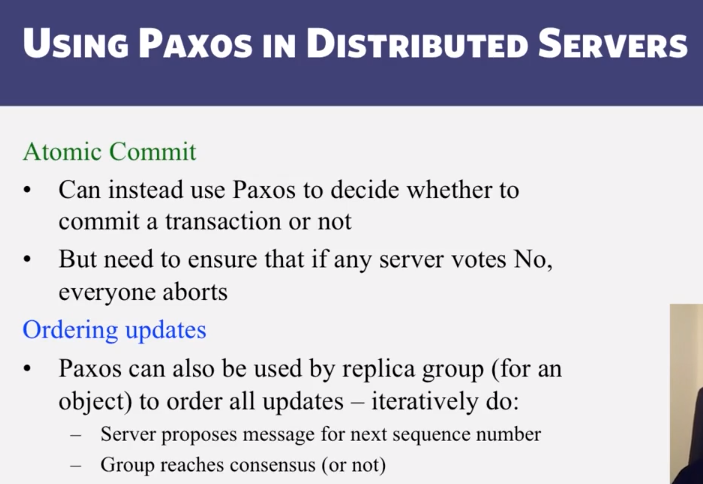 USING PAXOS IN DISTRIBUTED SERVERS
Atomic Commit
• Can instead use Paxos to decide whether to
commit a transaction or not
• But need to ensure that if any server votes No,
everyone aborts
Ordering updates
• Paxos can also be used by replica group (for an
object) to order all updates – iteratively do:
– Server proposes message for next sequence number
– Group reaches consensus (or not)